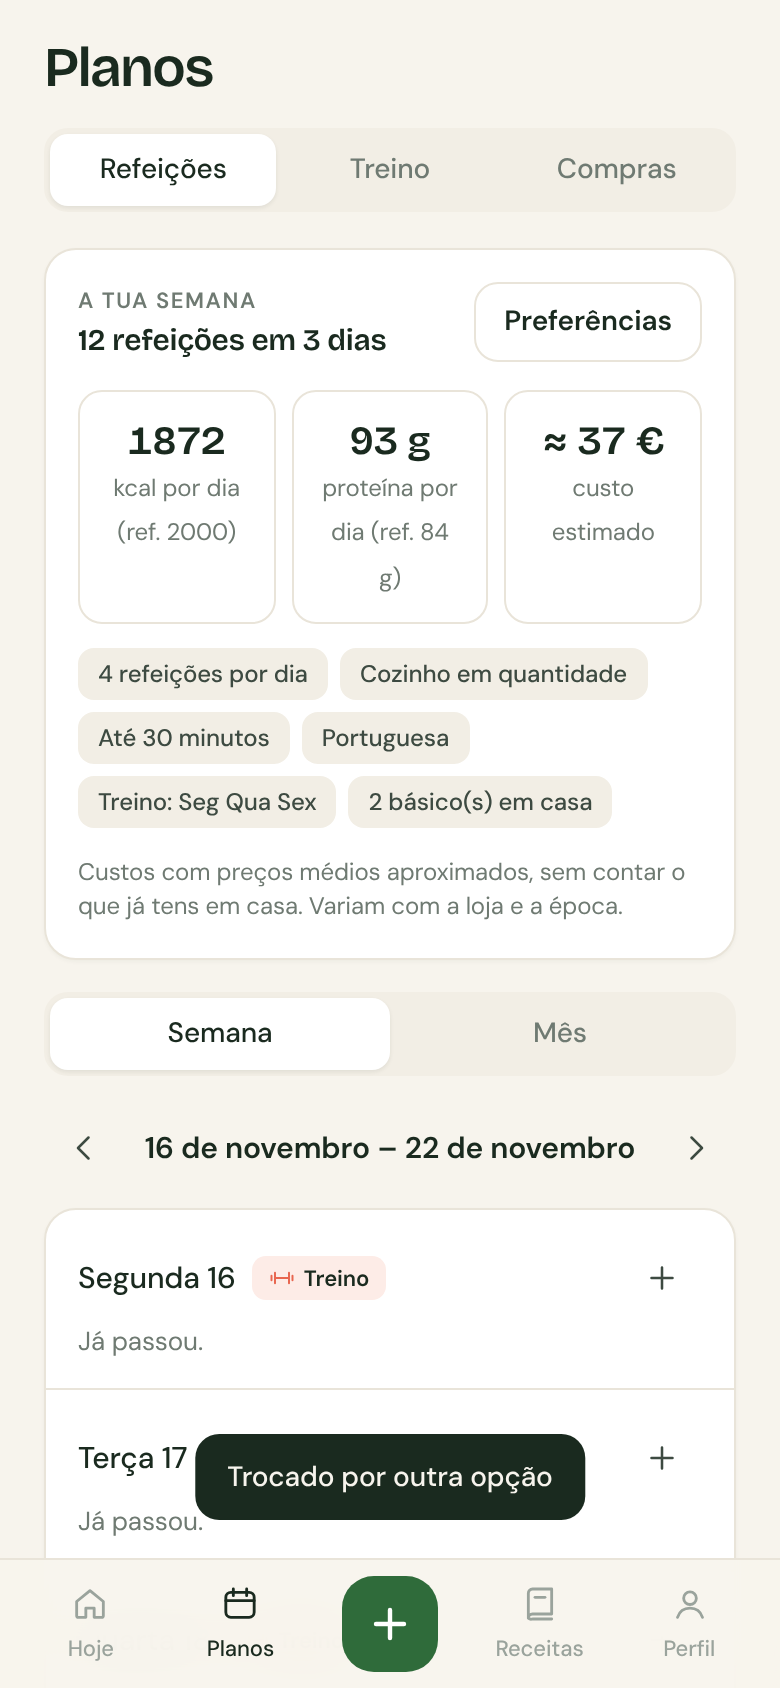 Planos
Refeições
Treino
Compras
A TUA SEMANA
12 refeições em 3 dias
Preferências
1872
kcal por dia
(ref. 2000)
93 g
proteína por
dia (ref. 84
g)
≈ 37 €
custo
estimado
4 refeições por dia
Cozinho em quantidade
Até 30 minutos
Portuguesa
Treino: Seg Qua Sex
2 básico(s) em casa
Custos com preços médios aproximados, sem contar o
que já tens em casa. Variam com a loja e a época.
Semana
Mês
16 de novembro – 22 de novembro
Segunda 16
Treino
Já passou.
Terça 17
Trocado por outra opção
Já passou.
Hoje
Planos
Receitas
Perfil